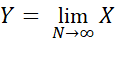 Y = lim X
N→∞